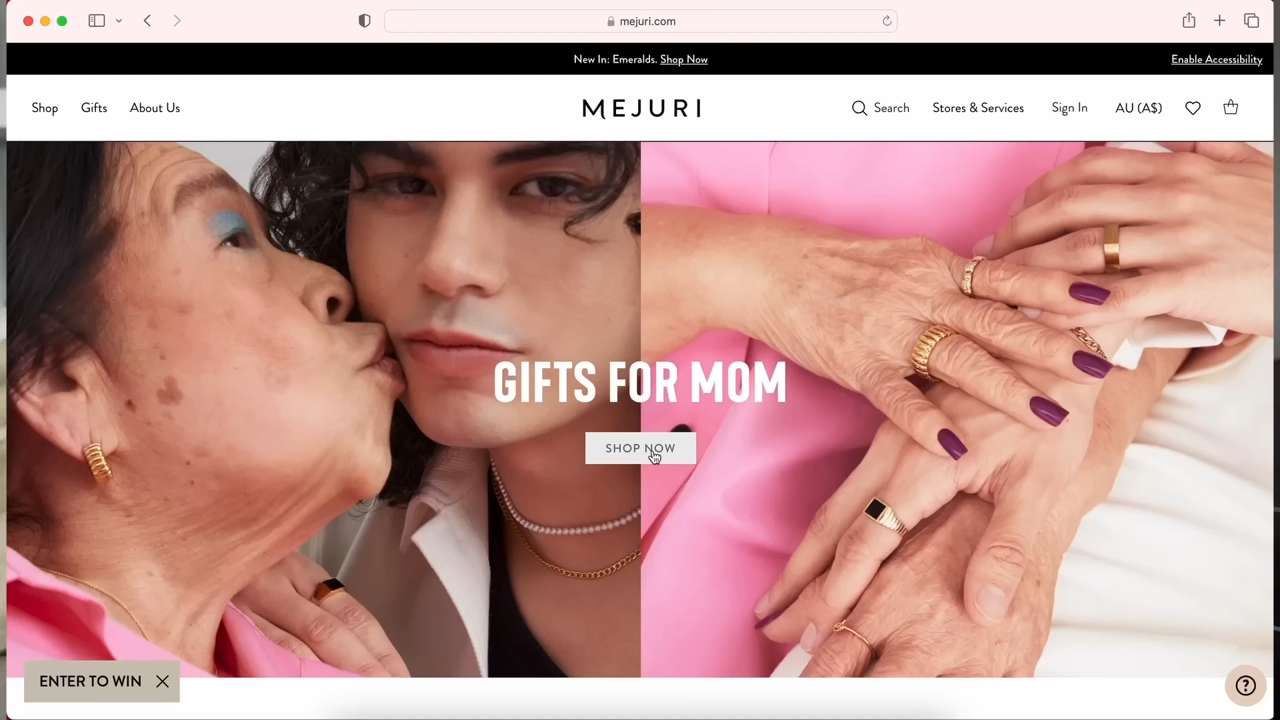 mejuri.com
New In: Emeralds. Shop Now
Enable Accessibility
Shop Gifts About Us MEJURI Search Stores & Services Sign In AU (A$)
GIFTS FOR MOM
SHOP NOW
ENTER TO WIN
?